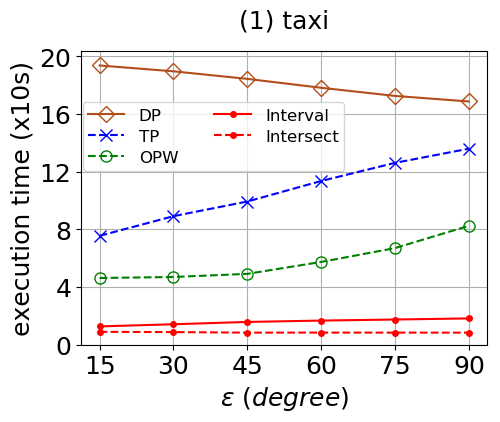 (1) taxi
execution time (x10s)
20
16
12
8
4
0
DP
TP
OPW
Interval
Intersect
15 30 45 60 75 90
ε (degree)